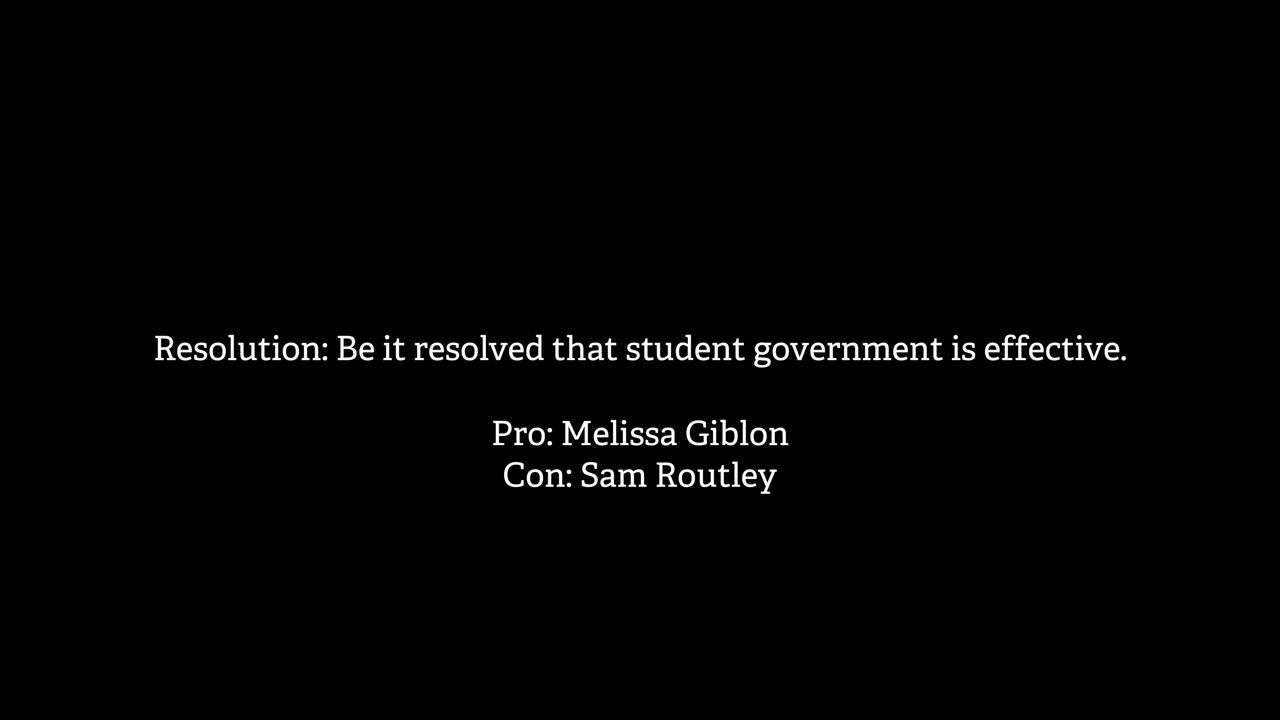 Resolution: Be it resolved that student government is effective.
Pro: Melissa Giblon
Con: Sam Routley